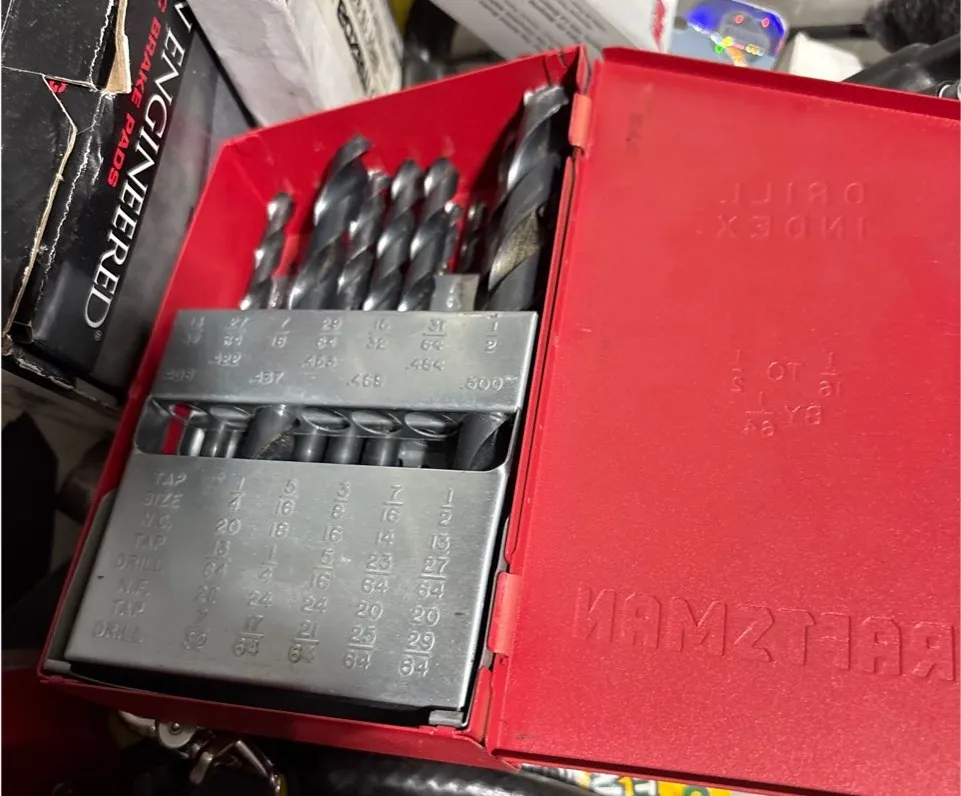 ENGINEERED
BRAKE PADS
DRILL
INDEX
1/16 TO 1/2
BY 1/64
CRAFTSMAN
27/64 7/16 29/64 15/32 31/64 1/2
.422 .453 .484
.437 .469 .500
TAP SIZE 1/4 5/16 3/8 7/16 1/2
N.C. 20 18 16 14 13
TAP DRILL 13/64 1/4 5/16 23/64 27/64
N.F. 28 24 24 20 20
TAP DRILL 7/32 17/64 21/64 25/64 29/64